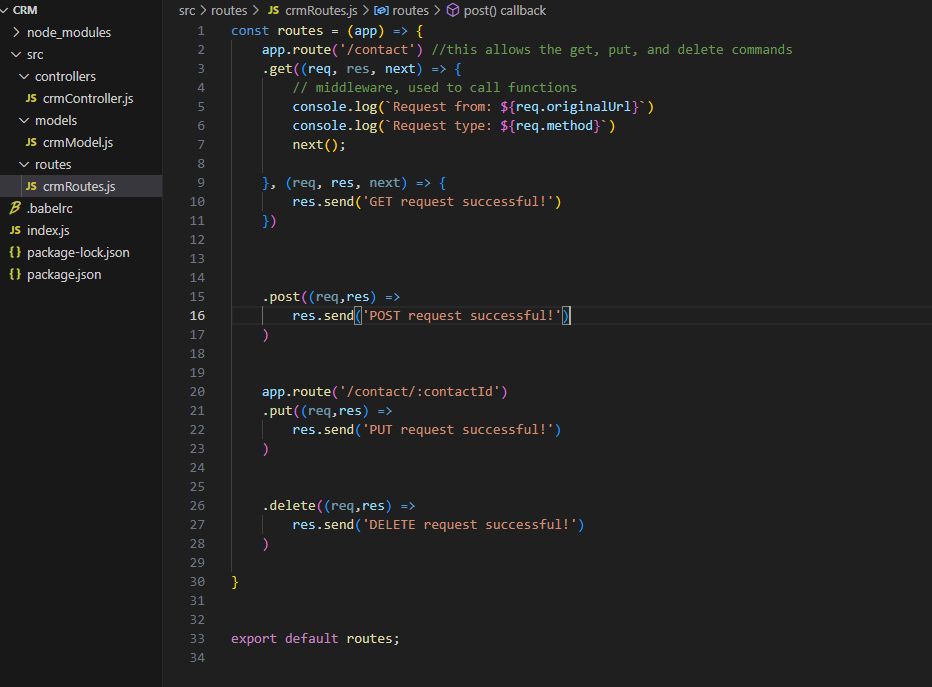 CRM
node_modules
src
controllers
JS crmController.js
models
JS crmModel.js
routes
JS crmRoutes.js
.babelrc
JS index.js
{} package-lock.json
{} package.json
src > routes > JS crmRoutes.js > routes > post() callback
1 const routes = (app) => {
2 app.route('/contact') //this allows the get, put, and delete commands
3 .get((req, res, next) => {
4 // middleware, used to call functions
5 console.log(`Request from: ${req.originalUrl}`)
6 console.log(`Request type: ${req.method}`)
7 next();
8
9 }, (req, res, next) => {
10 res.send('GET request successful!')
11 })
12
13
14
15 .post((req,res) =>
16 res.send('POST request successful!')
17 )
18
19
20 app.route('/contact/:contactId')
21 .put((req,res) =>
22 res.send('PUT request successful!')
23 )
24
25
26 .delete((req,res) =>
27 res.send('DELETE request successful!')
28 )
29
30 }
31
32
33 export default routes;
34